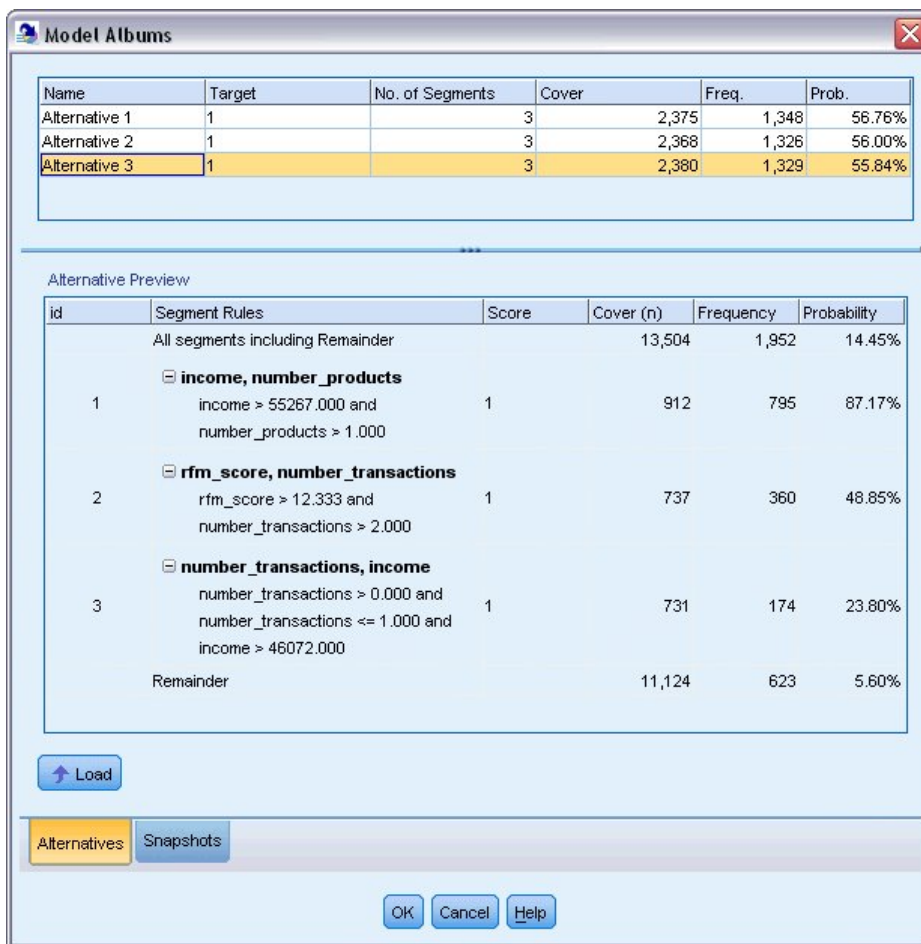 Model Albums
Name Target No. of Segments Cover Freq. Prob.
Alternative 1 1 3 2,375 1,348 56.76%
Alternative 2 1 3 2,368 1,326 56.00%
Alternative 3 1 3 2,380 1,329 55.84%
Alternative Preview
id Segment Rules Score Cover (n) Frequency Probability
All segments including Remainder 13,504 1,952 14.45%
income, number_products
income > 55267.000 and
1 1 912 795 87.17%
number_products > 1.000
rfm_score, number_transactions
rfm_score > 12.333 and
2 1 737 360 48.85%
number_transactions > 2.000
number_transactions, income
number_transactions > 0.000 and
3 1 731 174 23.80%
number_transactions <= 1.000 and
income > 46072.000
Remainder 11,124 623 5.60%
Load
Alternatives Snapshots
OK Cancel Help